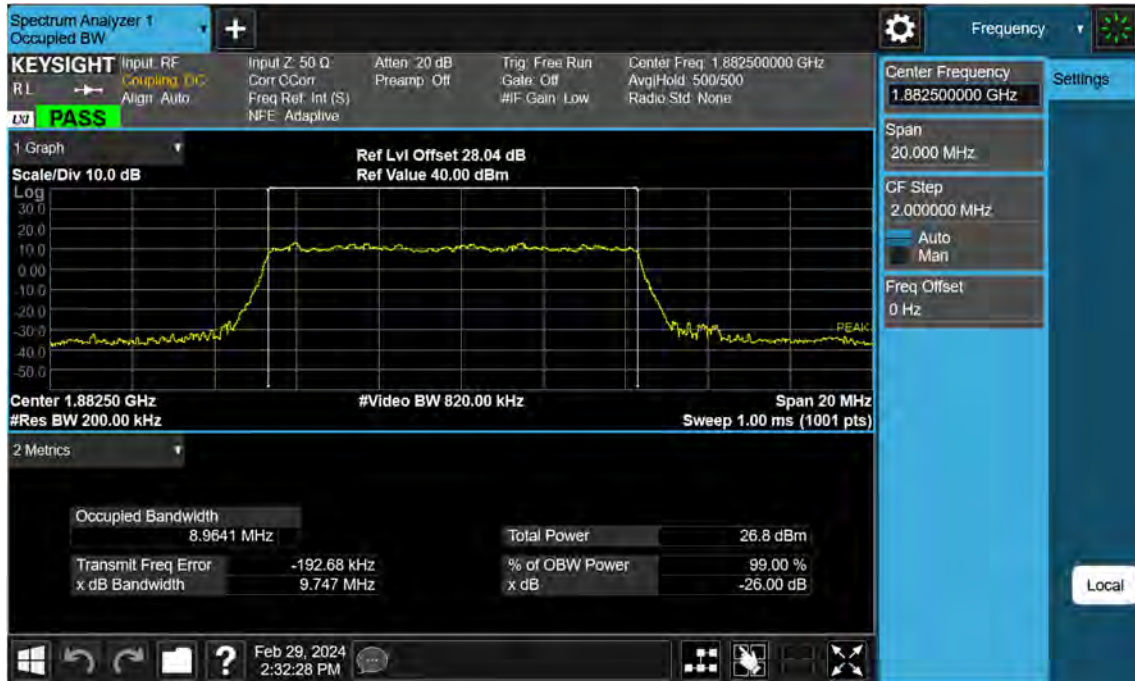 Spectrum Analyzer 1
Occupied BW
Frequency
KEYSIGHT
RL
LXI PASS
Input: RF
Coupling: DC
Align: Auto
Input Z: 50 Ω
Corr CCorr
Freq Ref: Int (S)
NFE: Adaptive
Atten: 20 dB
Preamp: Off
Trig: Free Run
Gate: Off
#IF Gain: Low
Center Freq: 1.882500000 GHz
Avg|Hold: 500/500
Radio Std: None
Center Frequency
1.882500000 GHz
Settings
Span
20.000 MHz
CF Step
2.000000 MHz
Auto
Man
Freq Offset
0 Hz
1 Graph
Scale/Div 10.0 dB
Ref Lvl Offset 28.04 dB
Ref Value 40.00 dBm
Log
30.0
20.0
10.0
0.00
-10.0
-20.0
-30.0
-40.0
-50.0
PEAK
Center 1.88250 GHz
#Res BW 200.00 kHz
#Video BW 820.00 kHz
Span 20 MHz
Sweep 1.00 ms (1001 pts)
2 Metrics
Occupied Bandwidth
8.9641 MHz
Total Power 26.8 dBm
Transmit Freq Error -192.68 kHz
% of OBW Power 99.00 %
x dB Bandwidth 9.747 MHz
x dB -26.00 dB
Local
?
Feb 29, 2024
2:32:28 PM